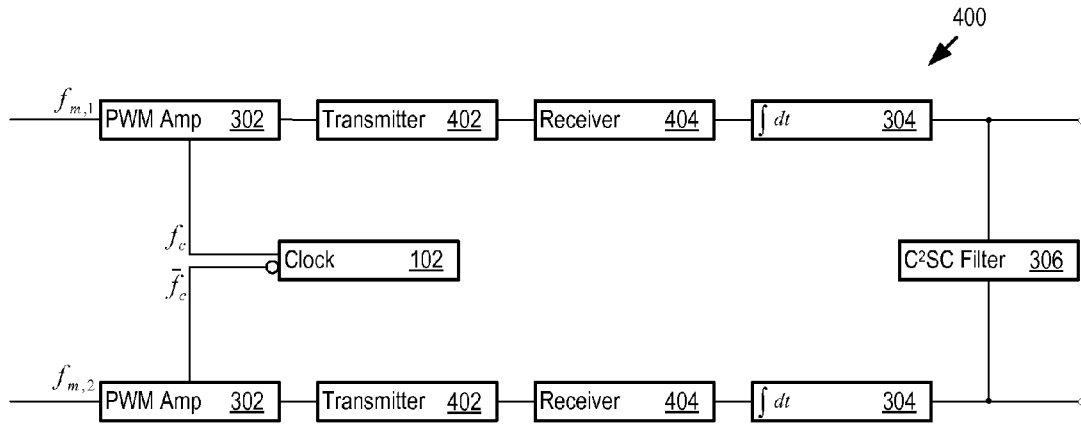 400
f_{m,1}
PWM Amp 302
Transmitter 402
Receiver 404
∫ dt 304
f_c
Clock 102
f̄_c
C²SC Filter 306
f_{m,2}
PWM Amp 302
Transmitter 402
Receiver 404
∫ dt 304